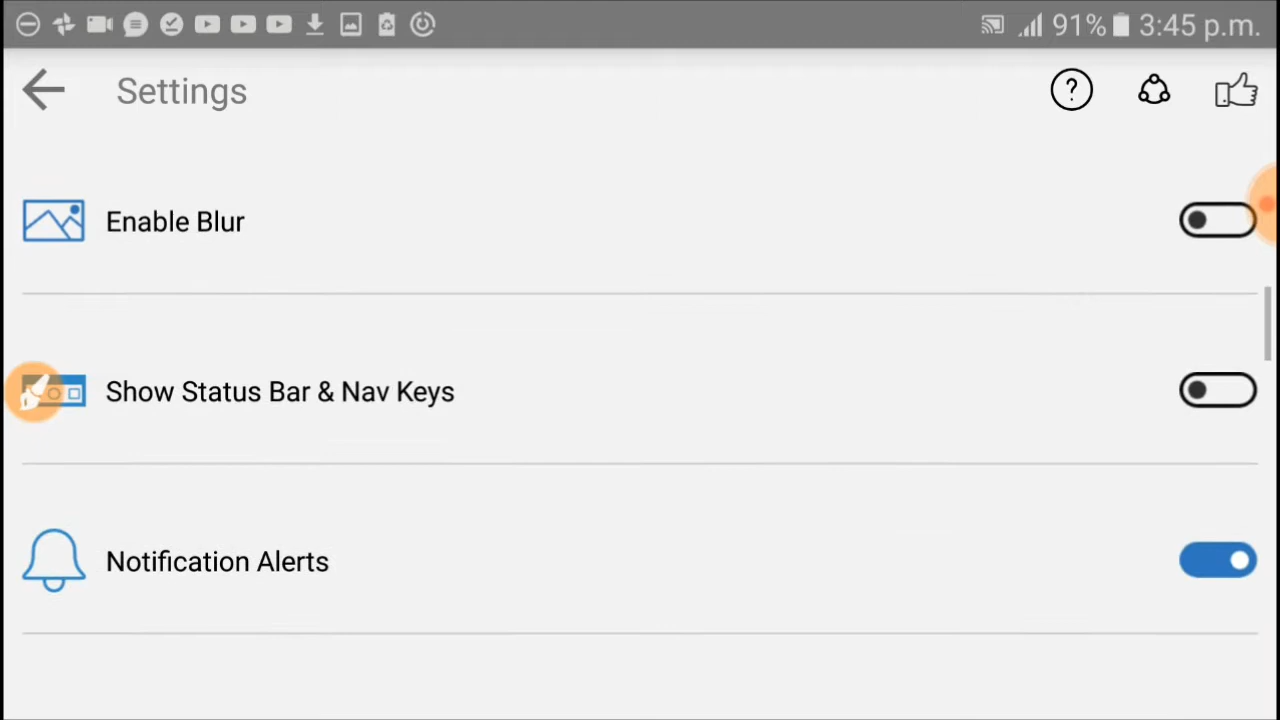 91% 3:45 p.m.
Settings
?
Enable Blur
Show Status Bar & Nav Keys
Notification Alerts